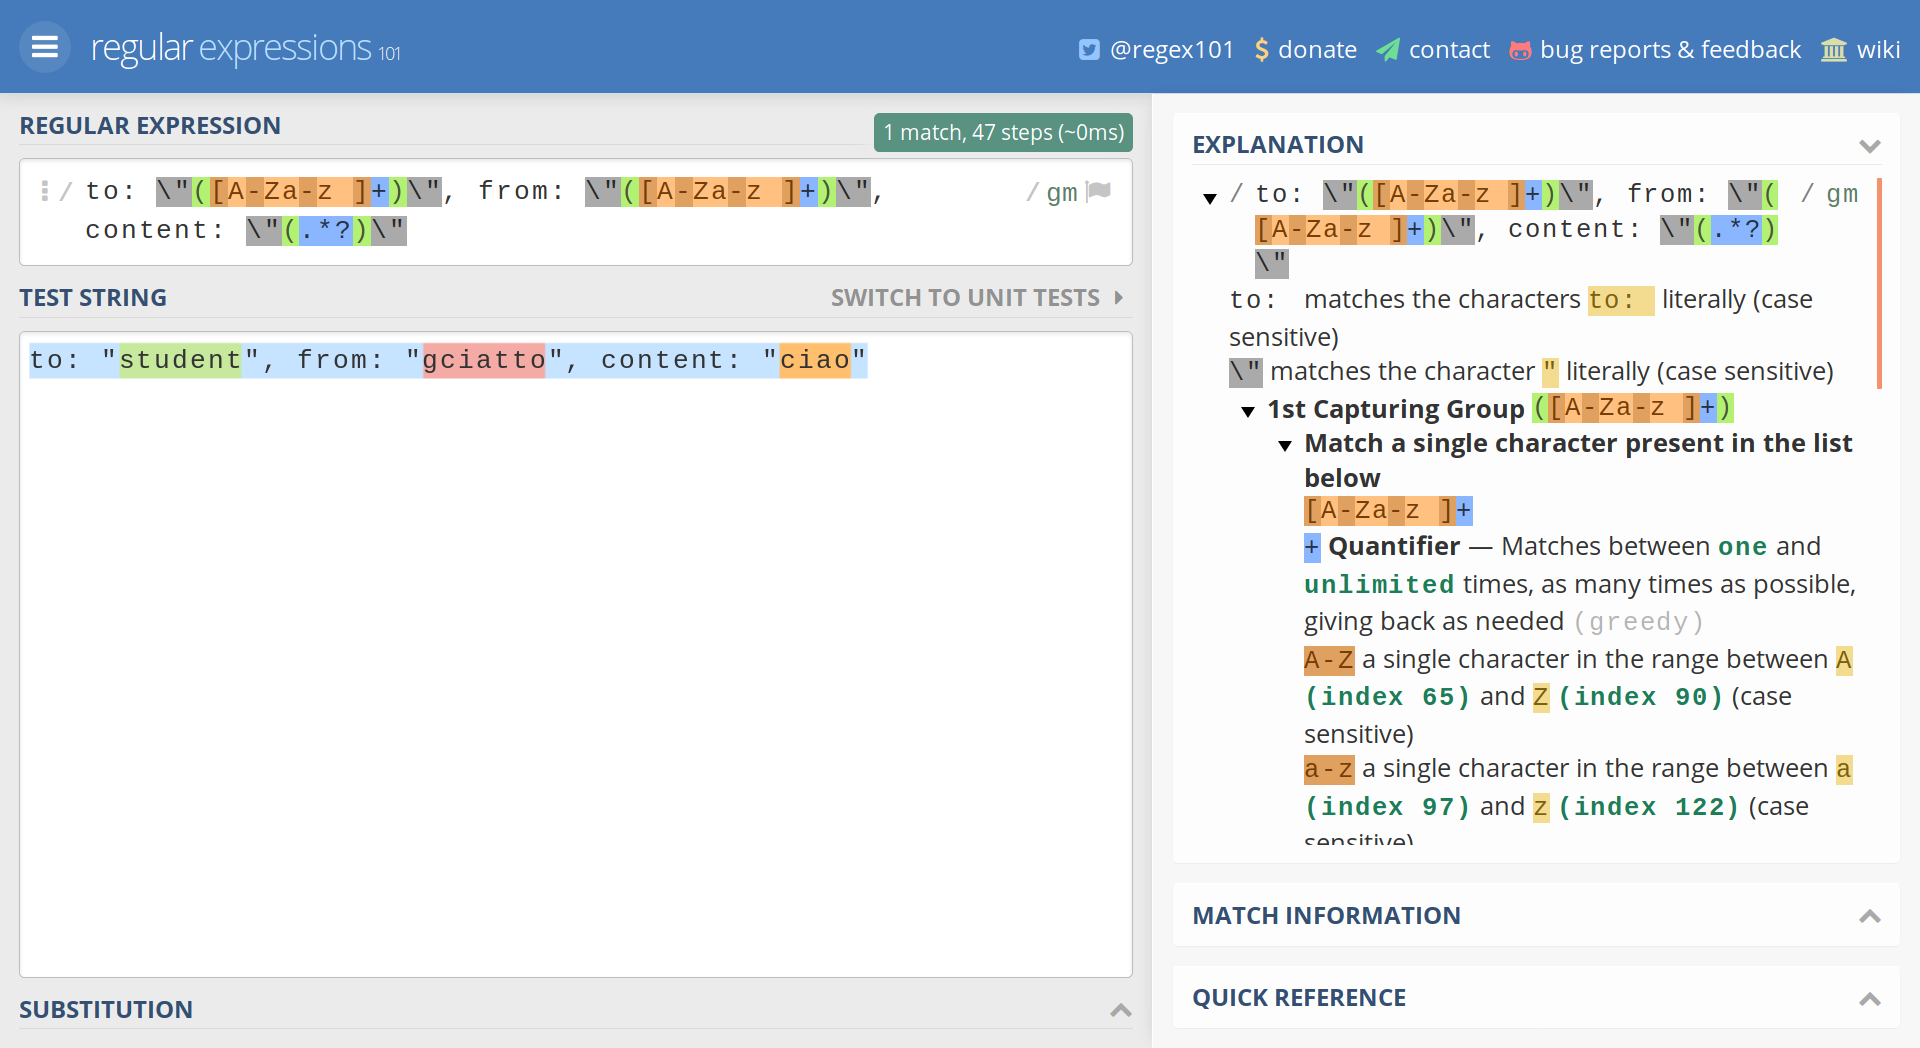 regular expressions 101
@regex101 donate contact bug reports & feedback wiki
REGULAR EXPRESSION
1 match, 47 steps (~0ms)
/ to: \"([A-Za-z ]+)\", from: \"([A-Za-z ]+)\", / gm
content: \"(.*?)\"
TEST STRING
SWITCH TO UNIT TESTS
to: "student", from: "gciatto", content: "ciao"
SUBSTITUTION
EXPLANATION
/ to: \"([A-Za-z ]+)\", from: \"( / gm
[A-Za-z ]+)\", content: \"(.*?)
\"
to: matches the characters to: literally (case
sensitive)
\" matches the character " literally (case sensitive)
1st Capturing Group ([A-Za-z ]+)
Match a single character present in the list
below
[A-Za-z ]+
+ Quantifier — Matches between one and
unlimited times, as many times as possible,
giving back as needed (greedy)
A-Z a single character in the range between A
(index 65) and Z (index 90) (case
sensitive)
a-z a single character in the range between a
(index 97) and z (index 122) (case
sensitive)
MATCH INFORMATION
QUICK REFERENCE